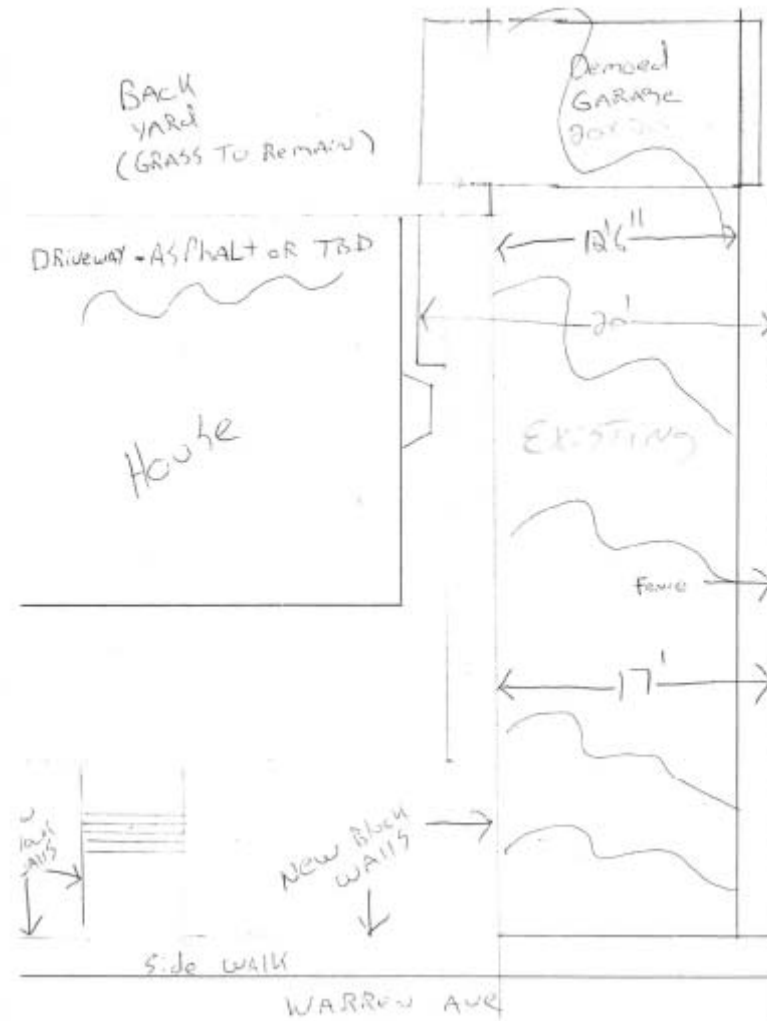 BACK
YARD
(GRASS TO REMAIN)
Demoed
GARAGE
DRIVEWAY - ASPHALT OR TBD
12'6"
20'
House
EXISTING
Fence
17'
NEW BLOCK
WALLS
Side WALK
WARREN AVE